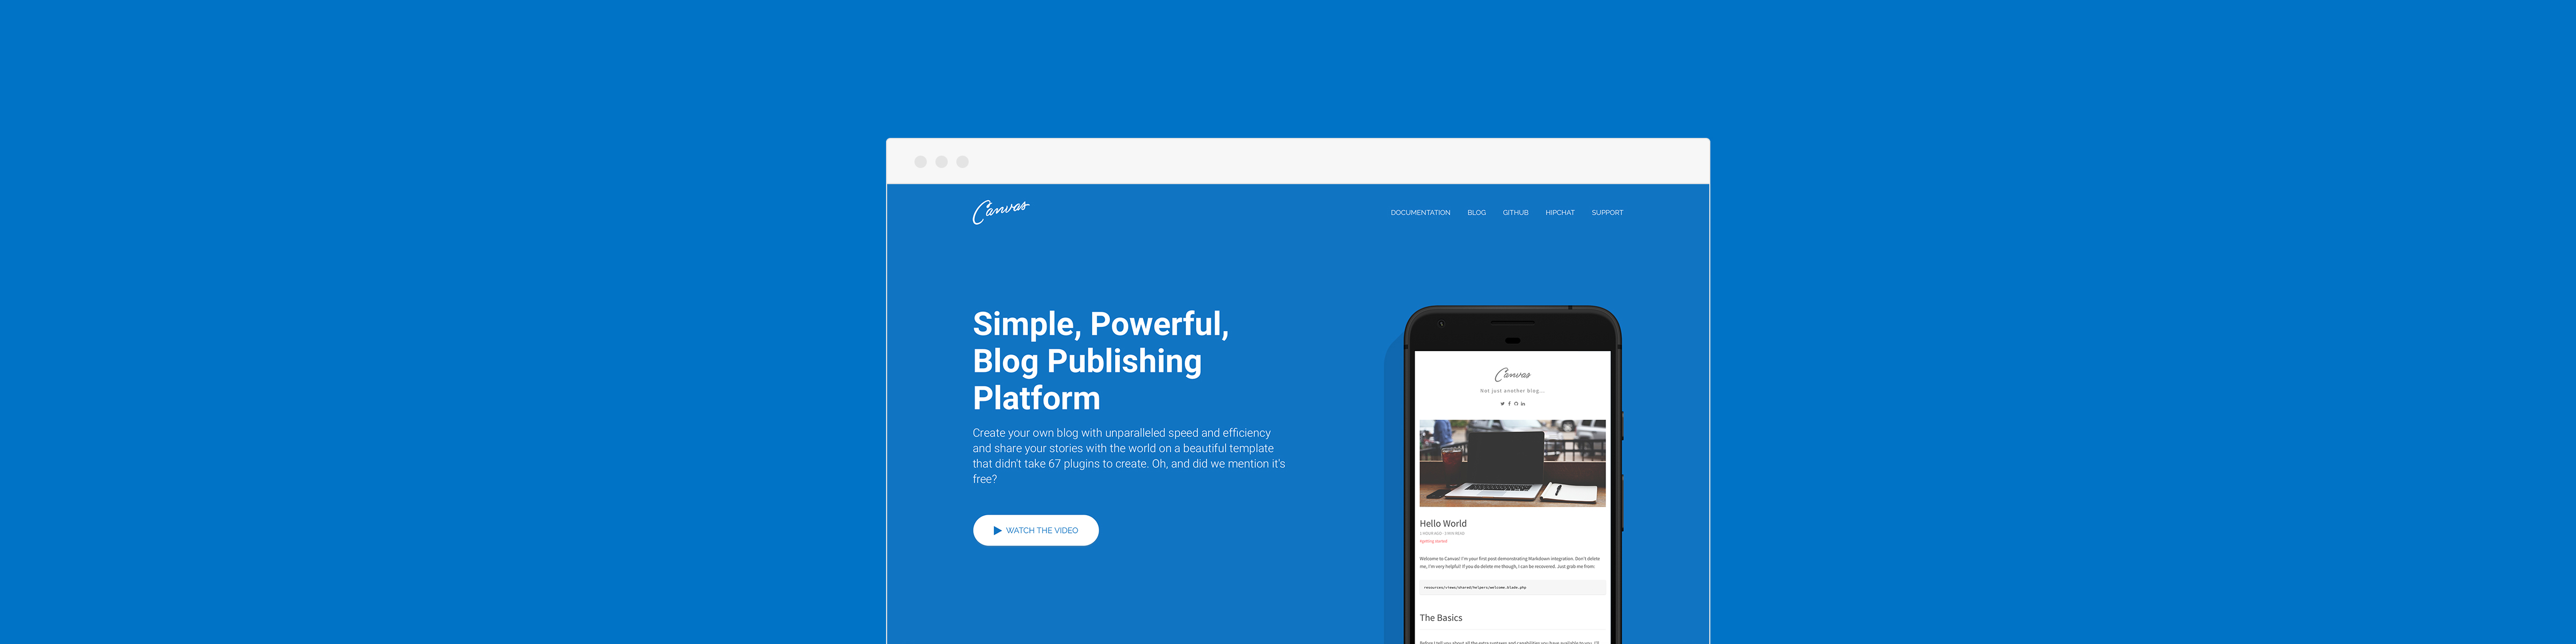 Canvas
DOCUMENTATION BLOG GITHUB HIPCHAT SUPPORT
Simple, Powerful,
Blog Publishing
Platform
Create your own blog with unparalleled speed and efficiency
and share your stories with the world on a beautiful template
that didn't take 67 plugins to create. Oh, and did we mention it's
free?
WATCH THE VIDEO
Canvas
Not just another blog...
Hello World
#getting started
Welcome to Canvas! I'm your first post demonstrating Markdown integration. Don't delete
me, I'm very helpful! If you do delete me though, I can be recovered. Just grab me from:
resources/views/shared/helpers/welcome.blade.php
The Basics